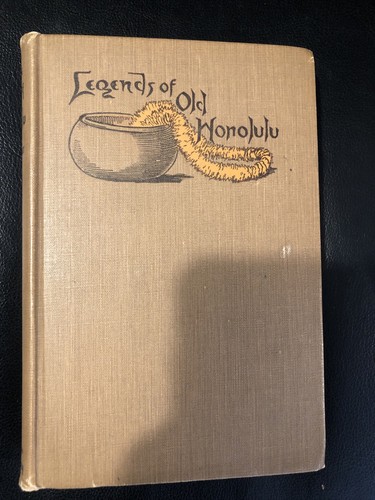 Legends of
Old
Honolulu